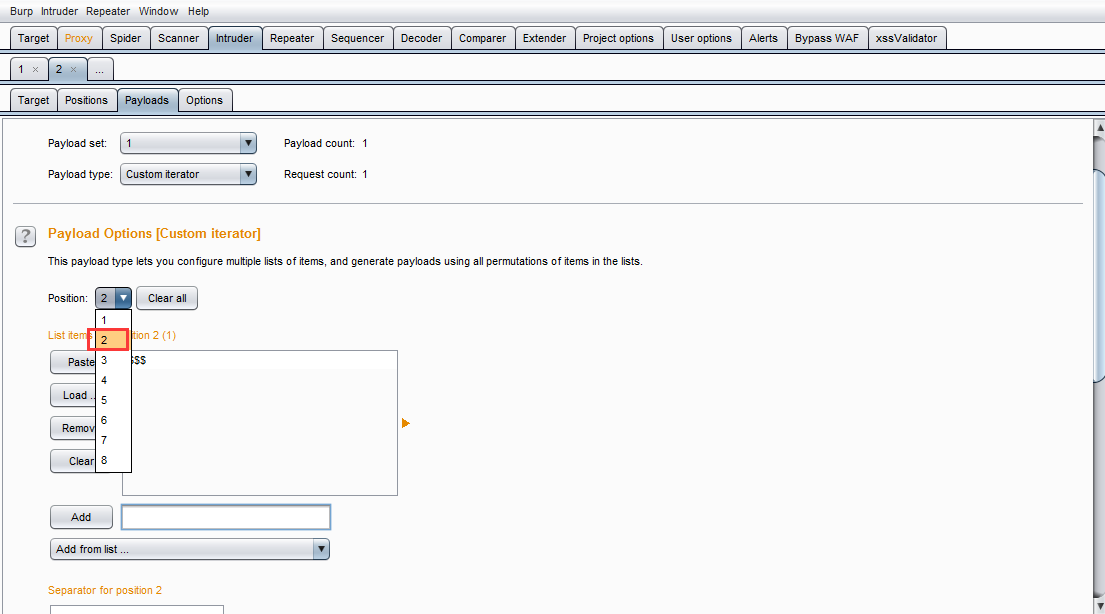 Burp Intruder Repeater Window Help
Target Proxy Spider Scanner Intruder Repeater Sequencer Decoder Comparer Extender Project options User options Alerts Bypass WAF xssValidator
1 × 2 × ...
Target Positions Payloads Options
Payload set: 1 Payload count: 1
Payload type: Custom iterator Request count: 1
? Payload Options [Custom iterator]
This payload type lets you configure multiple lists of items, and generate payloads using all permutations of items in the lists.
Position: 2 Clear all
1
List items tion 2 (1)
2
Paste 3 $$$
4
Load .. 5
Remov 6
7
Clear 8
Add
Add from list ...
Separator for position 2